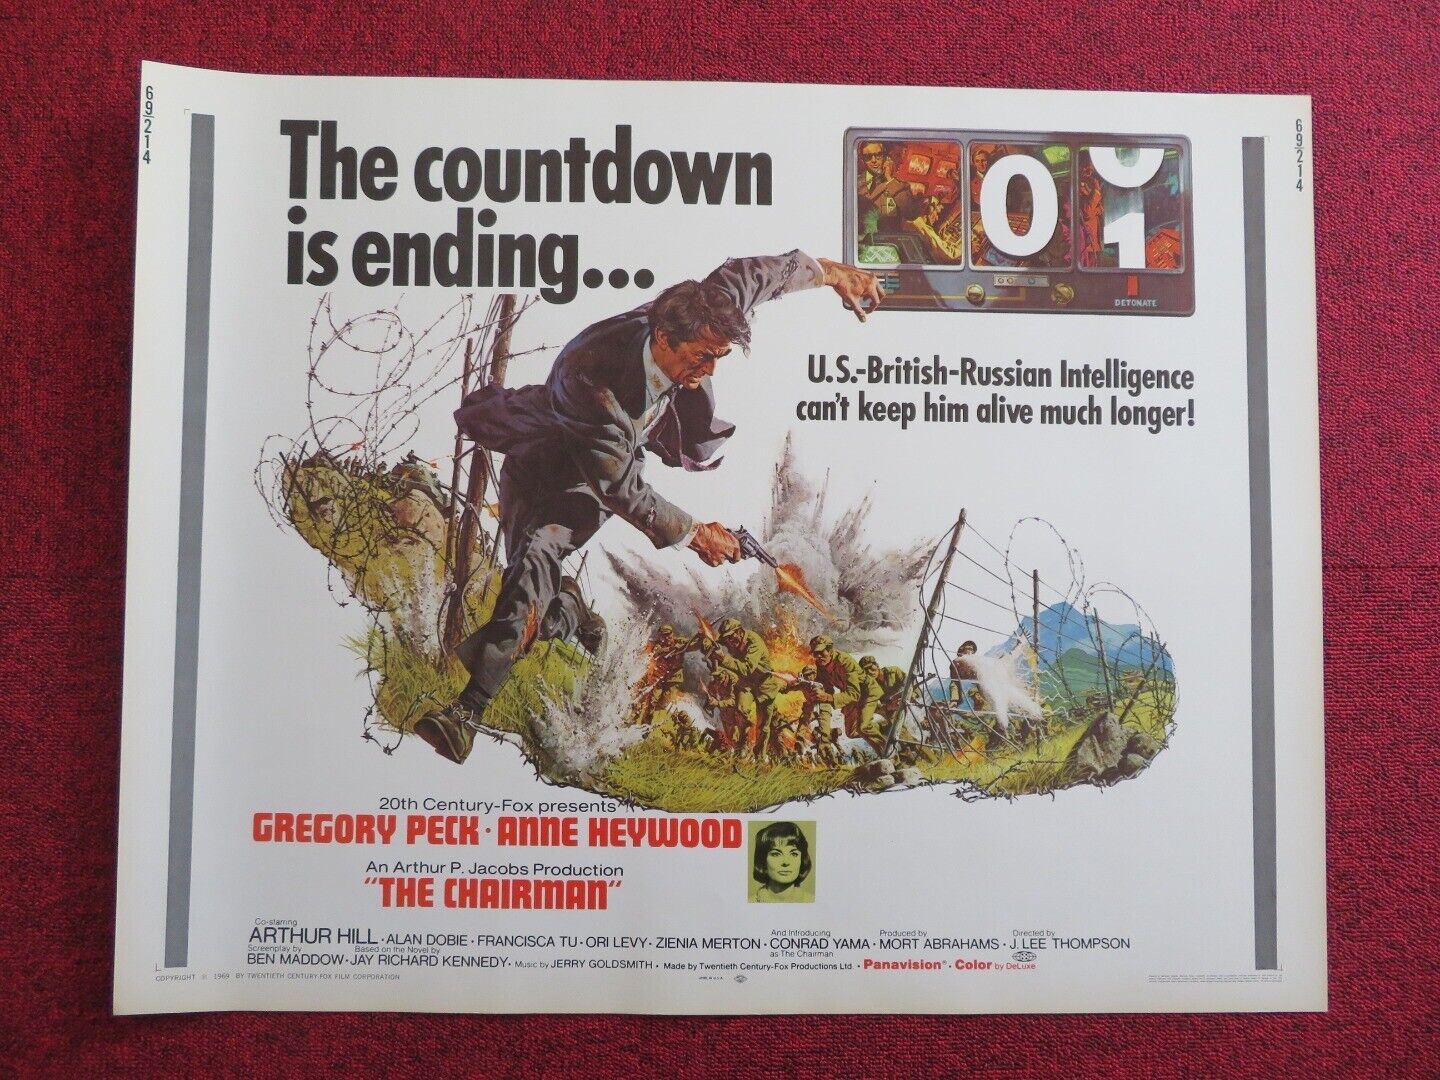 69/214
69/214
The countdown
is ending...
0 0
1
DETONATE
U.S.-British-Russian Intelligence
can't keep him alive much longer!
20th Century-Fox presents
GREGORY PECK · ANNE HEYWOOD
An Arthur P. Jacobs Production
"THE CHAIRMAN"
Co-starring
ARTHUR HILL · ALAN DOBIE · FRANCISCA TU · ORI LEVY · ZIENIA MERTON · And Introducing CONRAD YAMA as The Chairman · Produced by MORT ABRAHAMS · Directed by J. LEE THOMPSON
Screenplay by BEN MADDOW · Based on the Novel by JAY RICHARD KENNEDY · Music by JERRY GOLDSMITH · Made by Twentieth Century-Fox Productions Ltd. · Panavision® · Color by DeLuxe
COPYRIGHT © 1969 BY TWENTIETH CENTURY-FOX FILM CORPORATION